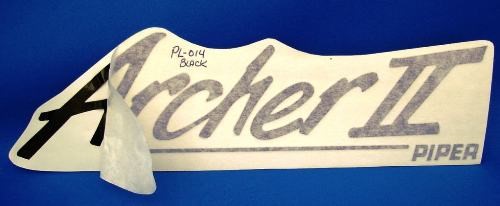 PL-014
BLACK
Archer II
PIPER